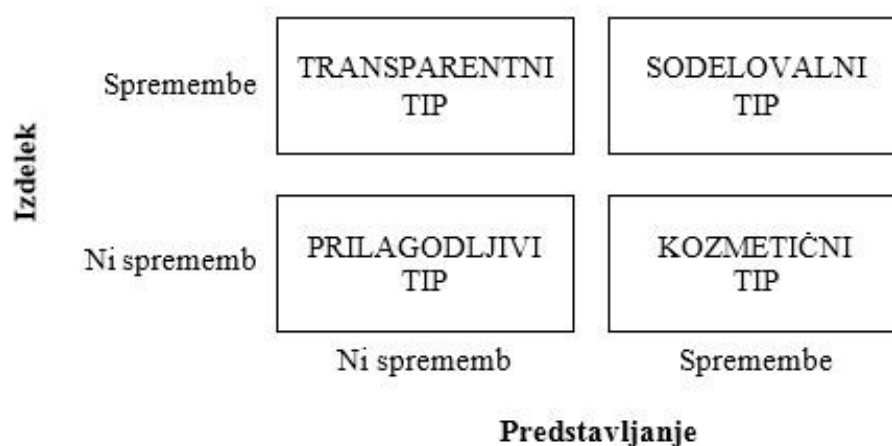 Izdelek
Spremembe
TRANSPARENTNI
TIP
SODELOVALNI
TIP
Ni sprememb
PRILAGODLJIVI
TIP
KOZMETIČNI
TIP
Ni sprememb
Spremembe
Predstavljanje